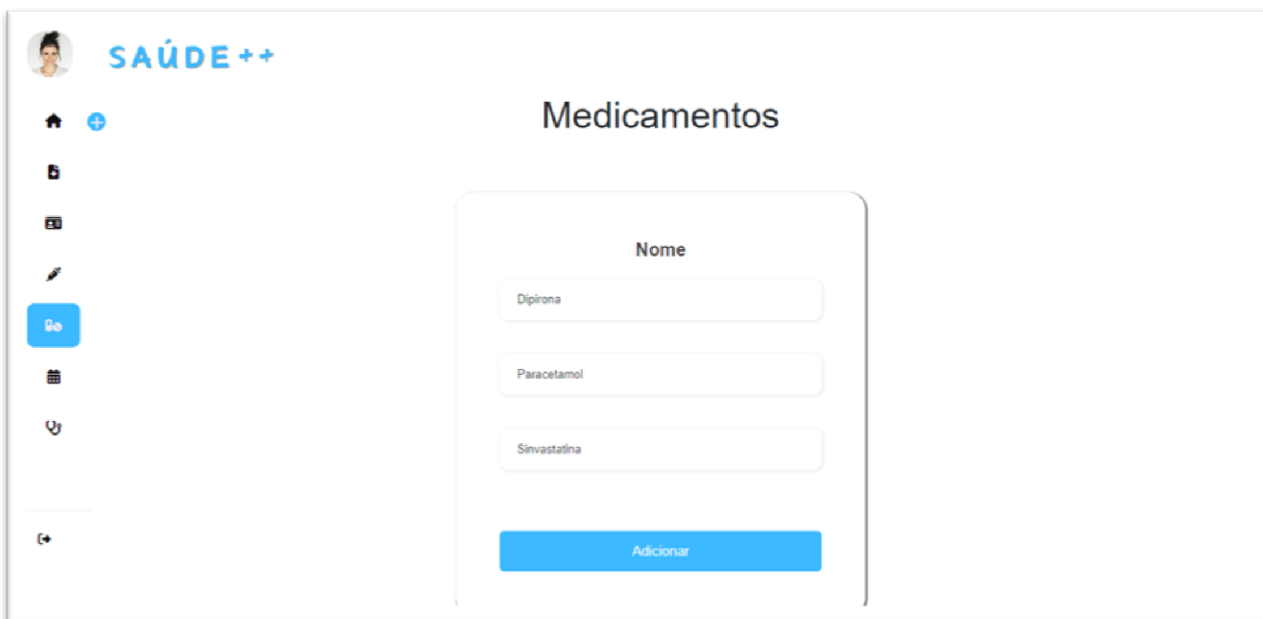 SAÚDE++
Medicamentos
Nome
Dipirona
Paracetamol
Sinvastatina
Adicionar